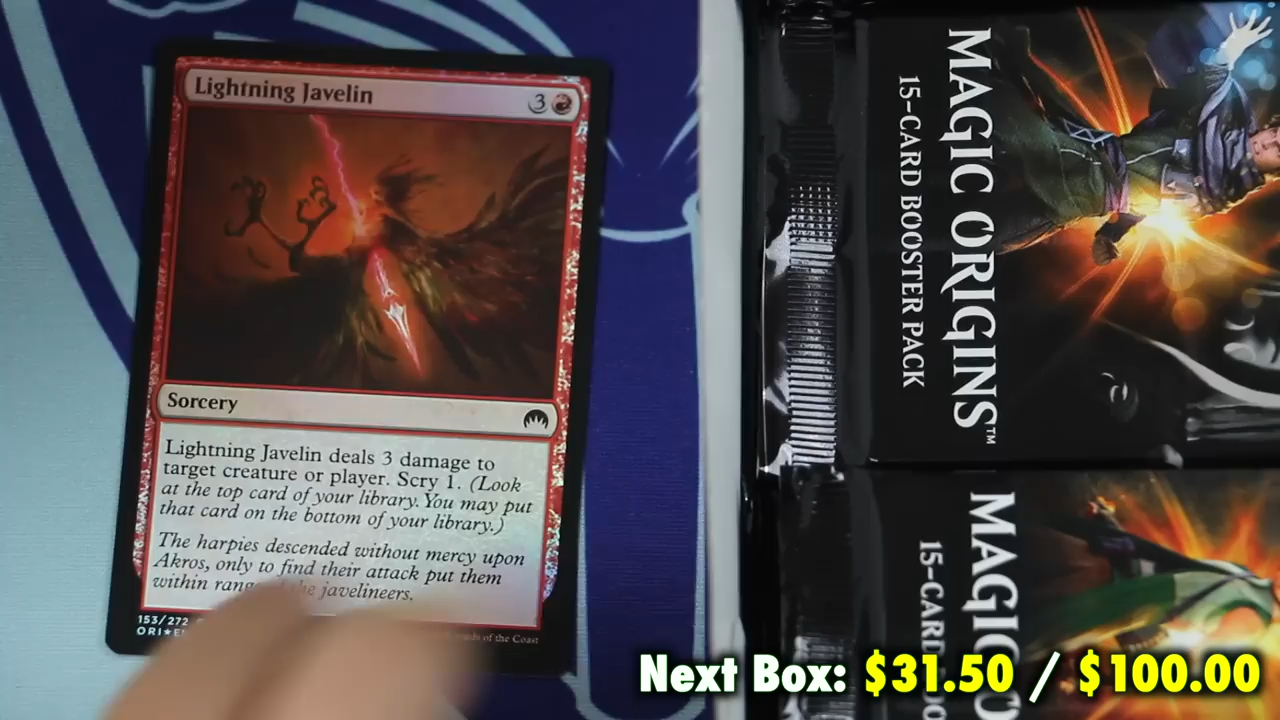 Lightning Javelin
3
Sorcery
Lightning Javelin deals 3 damage to
target creature or player. Scry 1. (Look
at the top card of your library. You may put
that card on the bottom of your library.)
The harpies descended without mercy upon
Akros, only to find their attack put them
within range the javelineers.
153/272
ORI★E
of the Coast
MAGIC ORIGINS™
15-CARD BOOSTER PACK
MAGIC
15-CARD
Next Box: $31.50 / $100.00